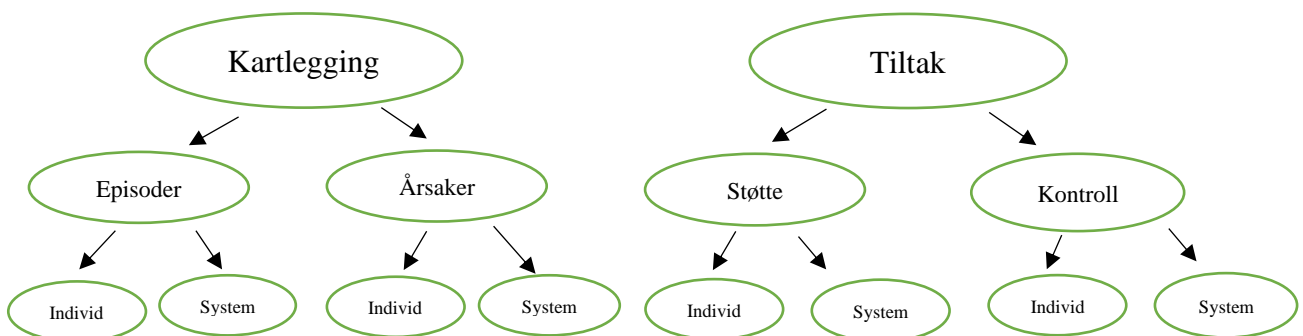 Kartlegging
Tiltak
Episoder
Årsaker
Støtte
Kontroll
Individ
System
Individ
System
Individ
System
Individ
System